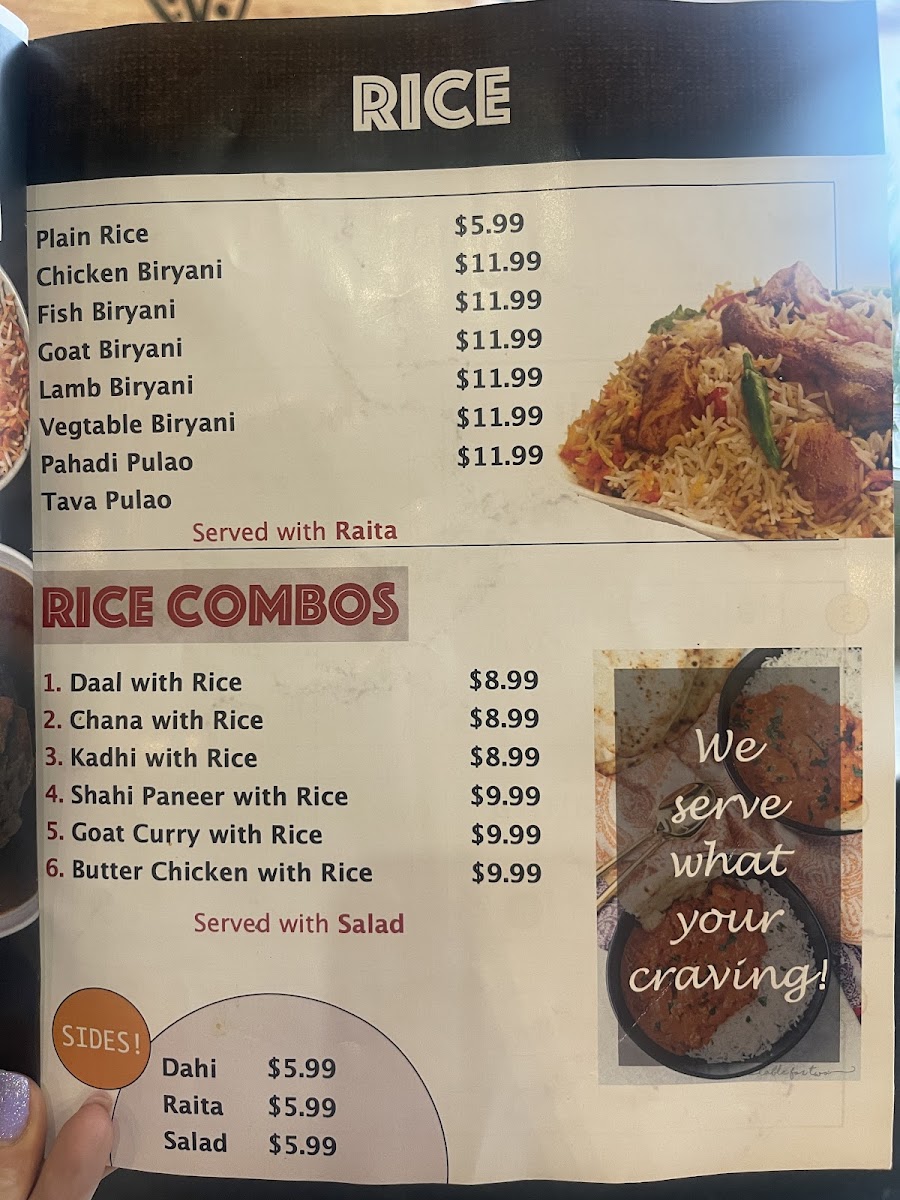 RICE
Plain Rice $5.99
Chicken Biryani $11.99
Fish Biryani $11.99
Goat Biryani $11.99
Lamb Biryani $11.99
Vegtable Biryani $11.99
Pahadi Pulao $11.99
Tava Pulao
Served with Raita
RICE COMBOS
1. Daal with Rice $8.99
2. Chana with Rice $8.99
3. Kadhi with Rice $8.99
4. Shahi Paneer with Rice $9.99
5. Goat Curry with Rice $9.99
6. Butter Chicken with Rice $9.99
Served with Salad
We
serve
what
your
craving!
SIDES!
Dahi $5.99
Raita $5.99
Salad $5.99